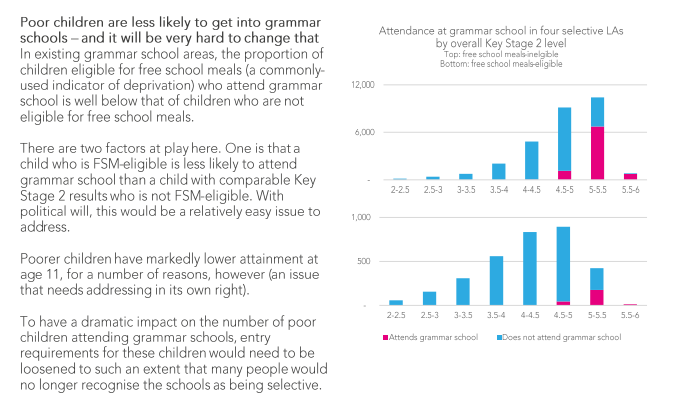 Poor children are less likely to get into grammar
schools – and it will be very hard to change that
In existing grammar school areas, the proportion of
children eligible for free school meals (a commonly-
used indicator of deprivation) who attend grammar
school is well below that of children who are not
eligible for free school meals.
There are two factors at play here. One is that a
child who is FSM-eligible is less likely to attend
grammar school than a child with comparable Key
Stage 2 results who is not FSM-eligible. With
political will, this would be a relatively easy issue to
address.
Poorer children have markedly lower attainment at
age 11, for a number of reasons, however (an issue
that needs addressing in its own right).
To have a dramatic impact on the number of poor
children attending grammar schools, entry
requirements for these children would need to be
loosened to such an extent that many people would
no longer recognise the schools as being selective.
Attendance at grammar school in four selective LAs
by overall Key Stage 2 level
Top: free school meals-ineligible
Bottom: free school meals-eligible
12,000
6,000
-
2-2.5 2.5-3 3-3.5 3.5-4 4-4.5 4.5-5 5-5.5 5.5-6
1,000
500
-
2-2.5 2.5-3 3-3.5 3.5-4 4-4.5 4.5-5 5-5.5 5.5-6
Attends grammar school Does not attend grammar school